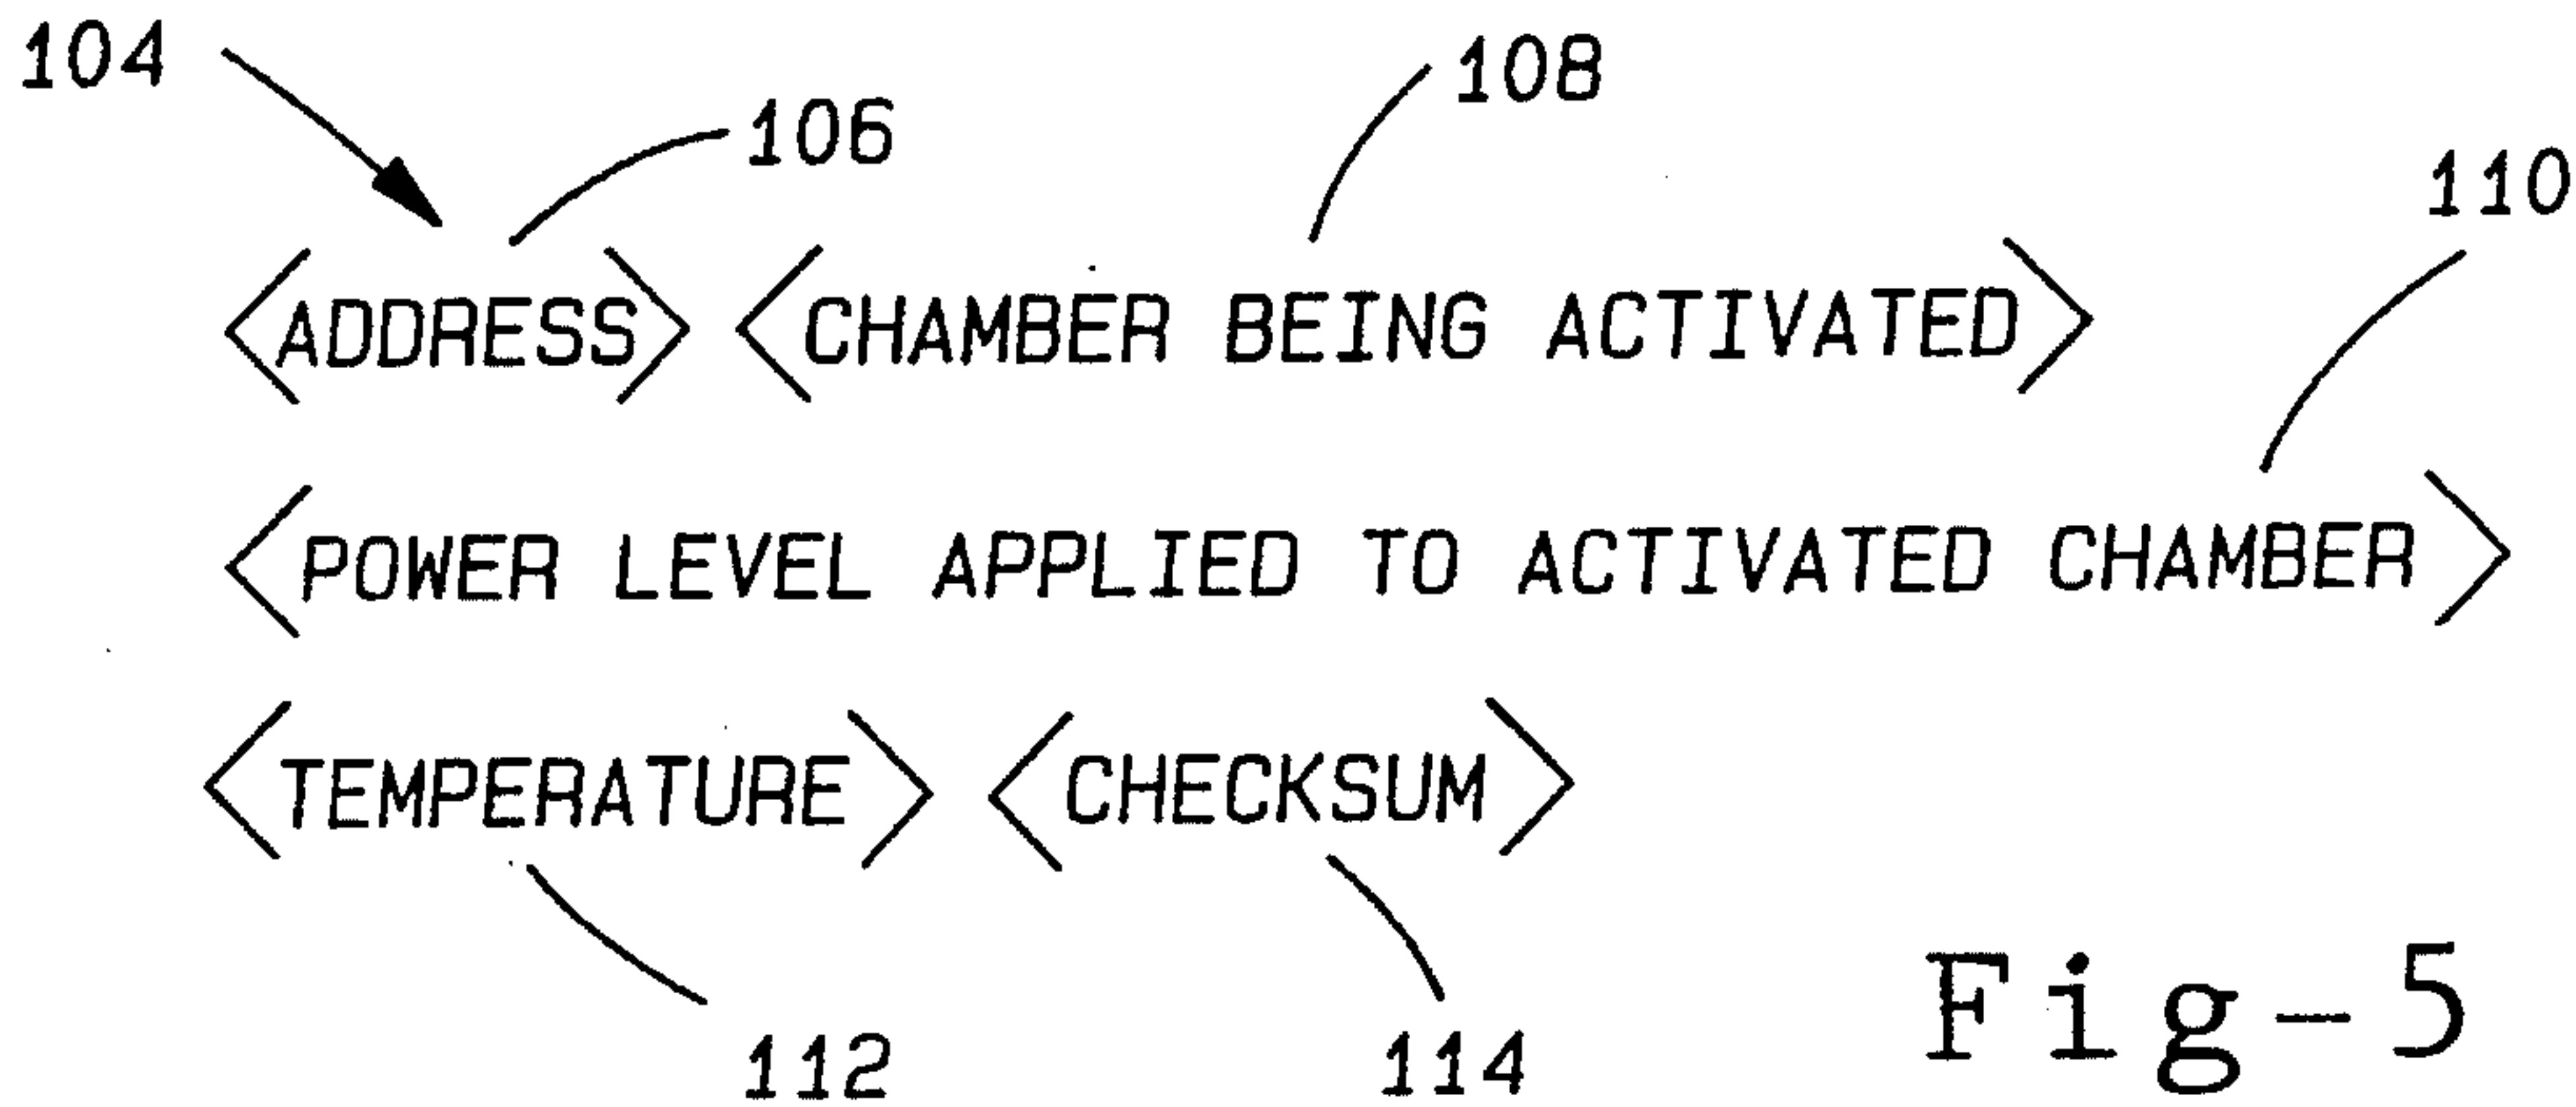 104
106
108
110
<ADDRESS> <CHAMBER BEING ACTIVATED>
<POWER LEVEL APPLIED TO ACTIVATED CHAMBER>
<TEMPERATURE> <CHECKSUM>
112
114
Fig-5